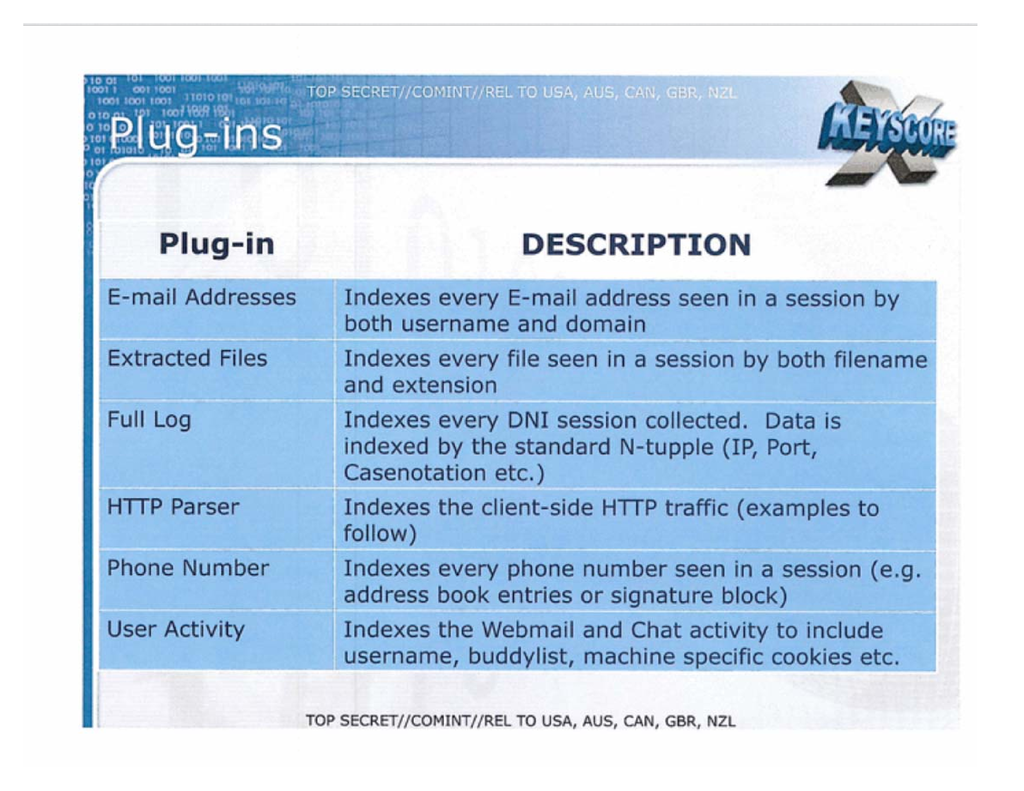 TOP SECRET//COMINT//REL TO USA, AUS, CAN, GBR, NZL
Plug-ins
XKEYSCORE
Plug-in DESCRIPTION
E-mail Addresses Indexes every E-mail address seen in a session by
both username and domain
Extracted Files Indexes every file seen in a session by both filename
and extension
Full Log Indexes every DNI session collected. Data is
indexed by the standard N-tupple (IP, Port,
Casenotation etc.)
HTTP Parser Indexes the client-side HTTP traffic (examples to
follow)
Phone Number Indexes every phone number seen in a session (e.g.
address book entries or signature block)
User Activity Indexes the Webmail and Chat activity to include
username, buddylist, machine specific cookies etc.
TOP SECRET//COMINT//REL TO USA, AUS, CAN, GBR, NZL